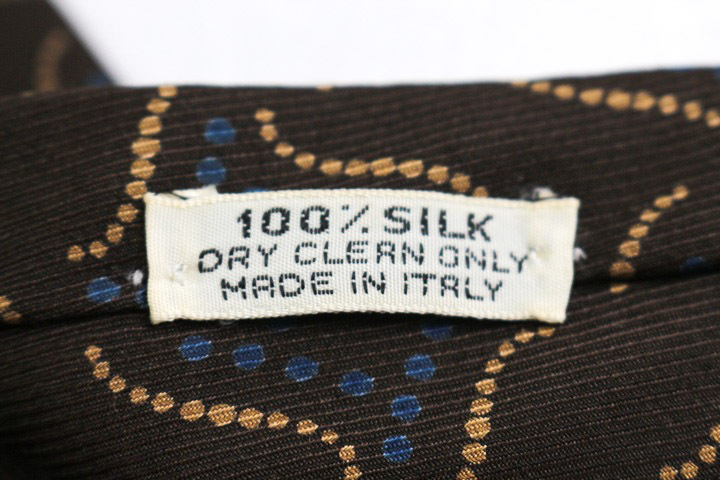 100% SILK
DRY CLEAN ONLY
MADE IN ITALY